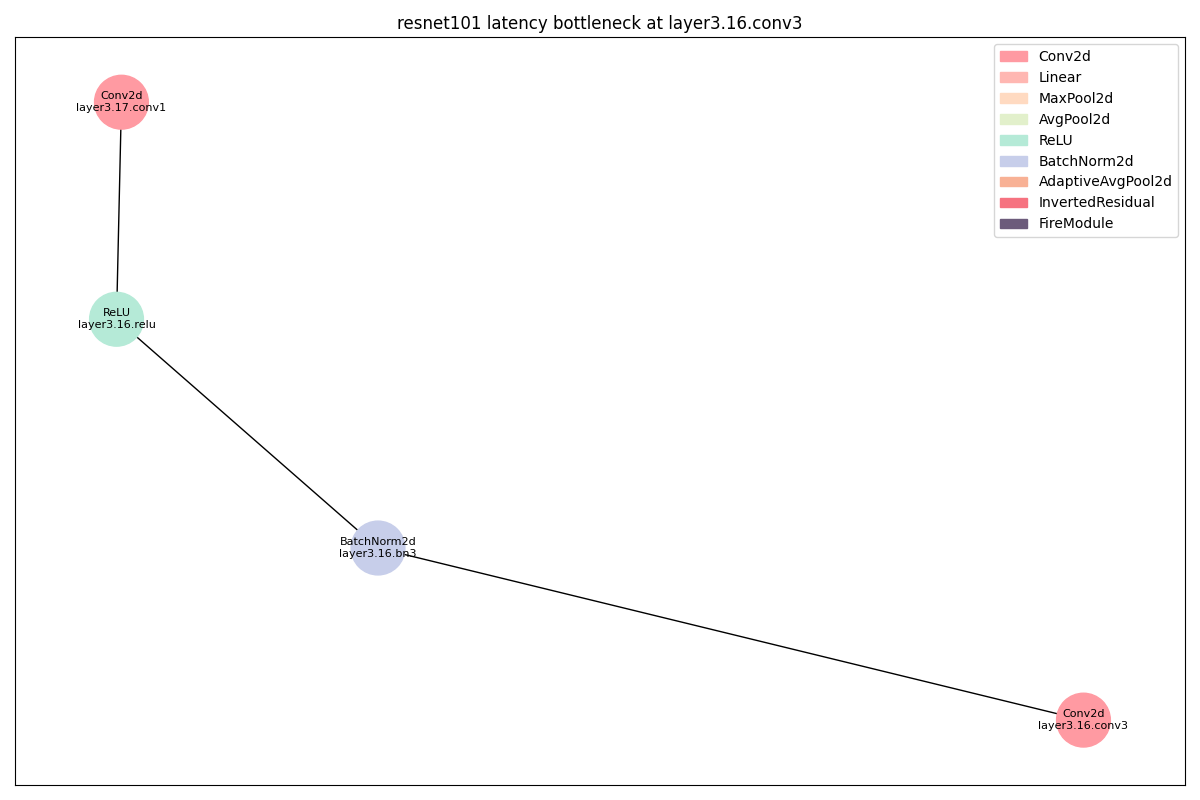 resnet101 latency bottleneck at layer3.16.conv3
Conv2d
layer3.17.conv1
ReLU
layer3.16.relu
BatchNorm2d
layer3.16.bn3
Conv2d
layer3.16.conv3
Conv2d
Linear
MaxPool2d
AvgPool2d
ReLU
BatchNorm2d
AdaptiveAvgPool2d
InvertedResidual
FireModule